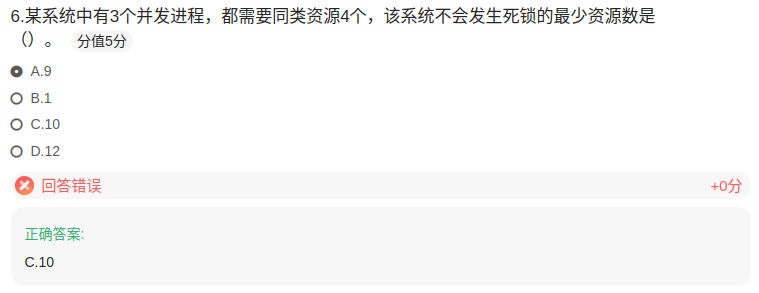 6.某系统中有3个并发进程，都需要同类资源4个，该系统不会发生死锁的最少资源数是
（）。 分值5分
A.9
B.1
C.10
D.12
回答错误 +0分
正确答案:
C.10